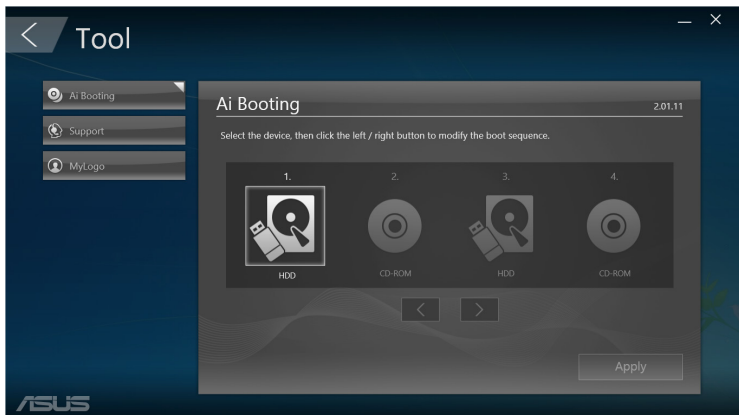 Tool
Ai Booting
Support
MyLogo
Ai Booting
2.01.11
Select the device, then click the left / right button to modify the boot sequence.
1. 2. 3. 4.
HDD CD-ROM HDD CD-ROM
Apply
ASUS